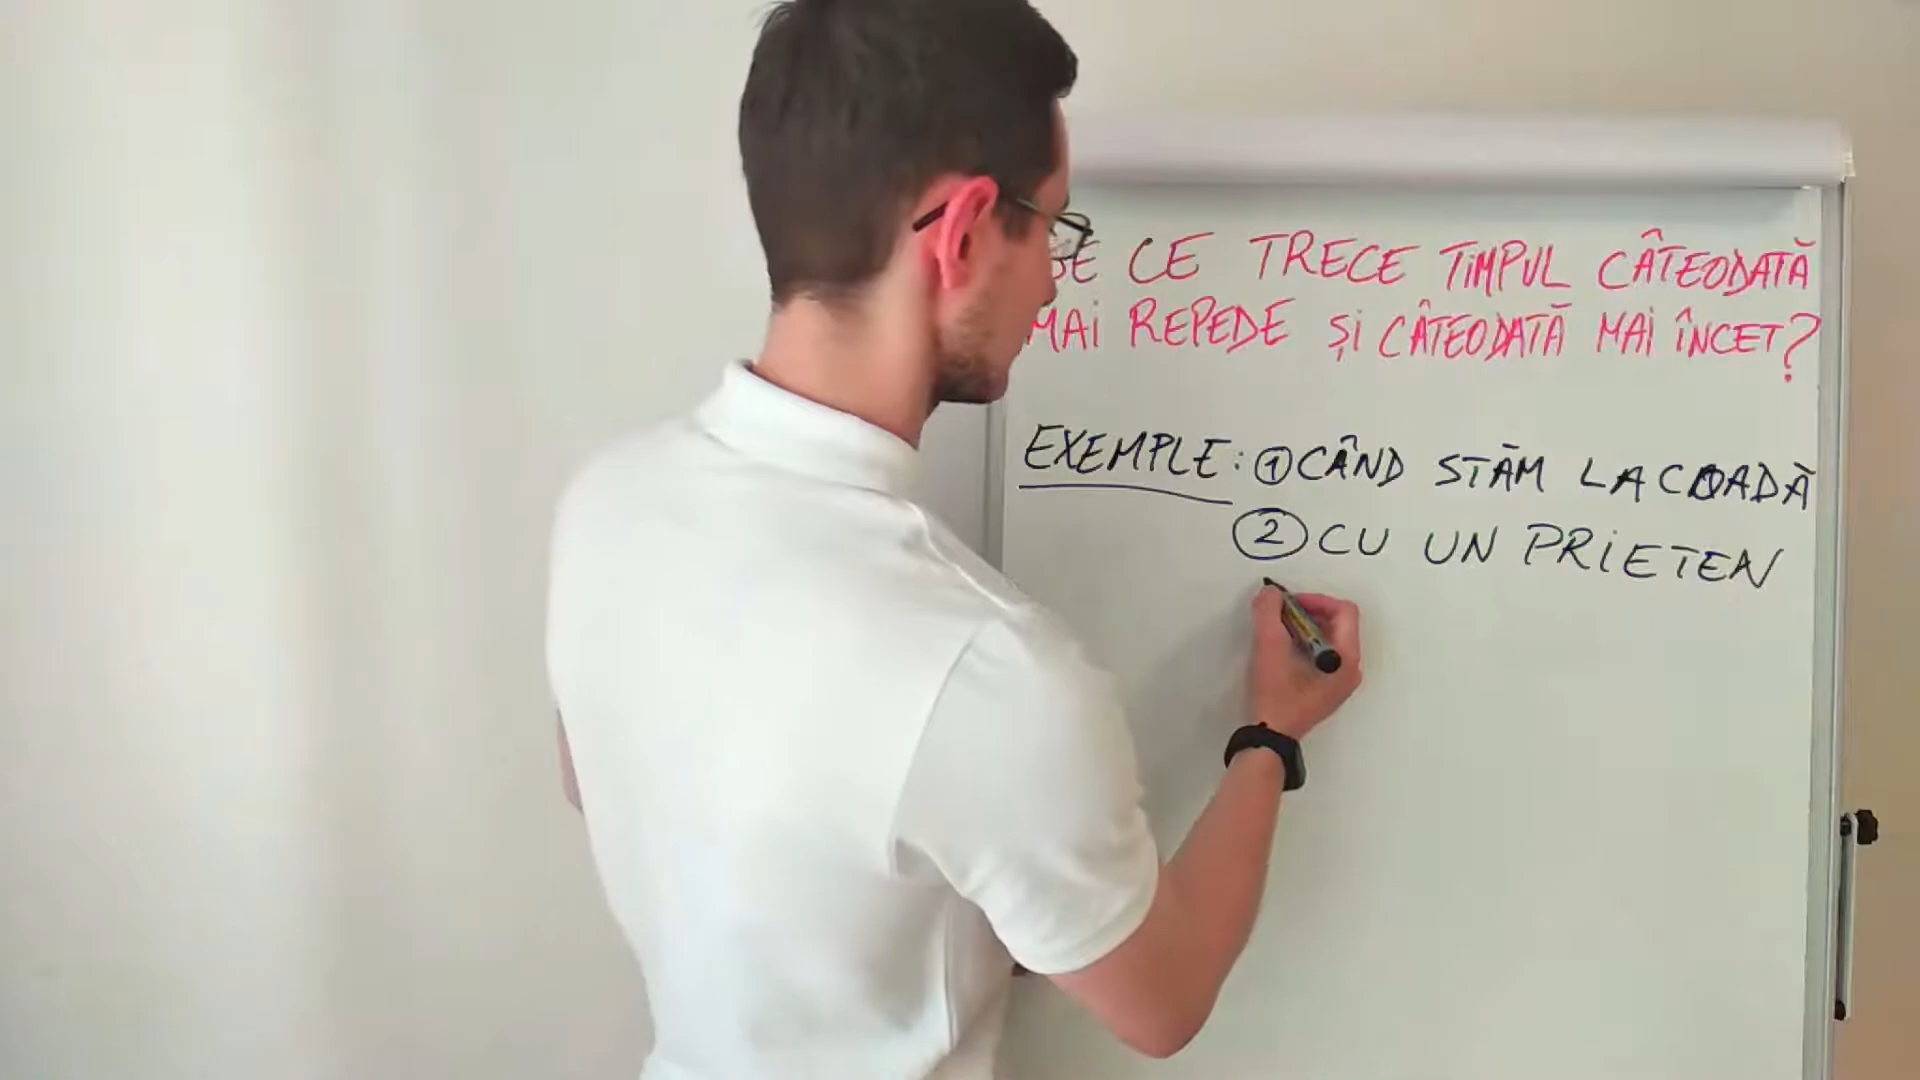 DE CE TRECE TIMPUL CÂTEODATĂ
MAI REPEDE ȘI CÂTEODATĂ MAI ÎNCET?
EXEMPLE: 1 CÂND STĂM LA COADĂ
2 CU UN PRIETEN